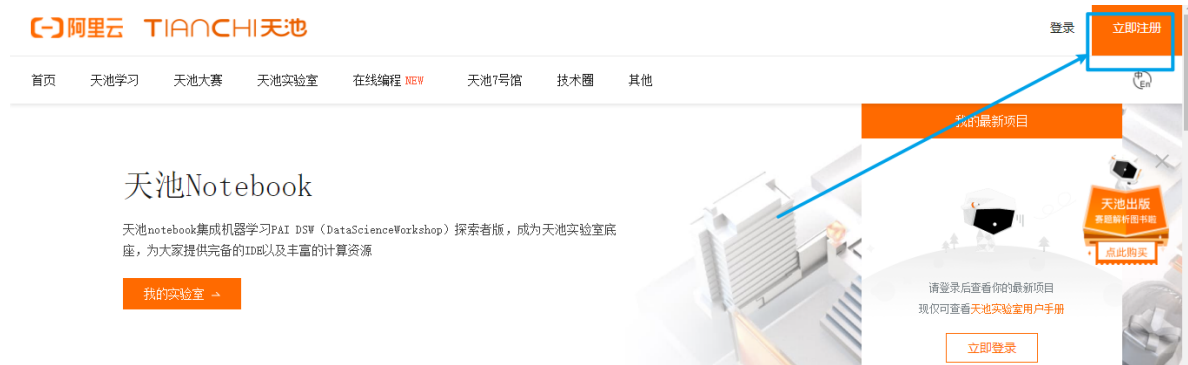 阿里云 TIANCHI天池
登录 立即注册
首页 天池学习 天池大赛 天池实验室 在线编程 NEW 天池7号馆 技术圈 其他
中 En
我的最新项目
天池Notebook
天池notebook集成机器学习PAI DSW（DataScienceWorkshop）探索者版，成为天池实验室底
座，为大家提供完备的IDE以及丰富的计算资源
我的实验室
天池出版
赛题解析图书啦
点此购买
请登录后查看你的最新项目
现仅可查看天池实验室用户手册
立即登录